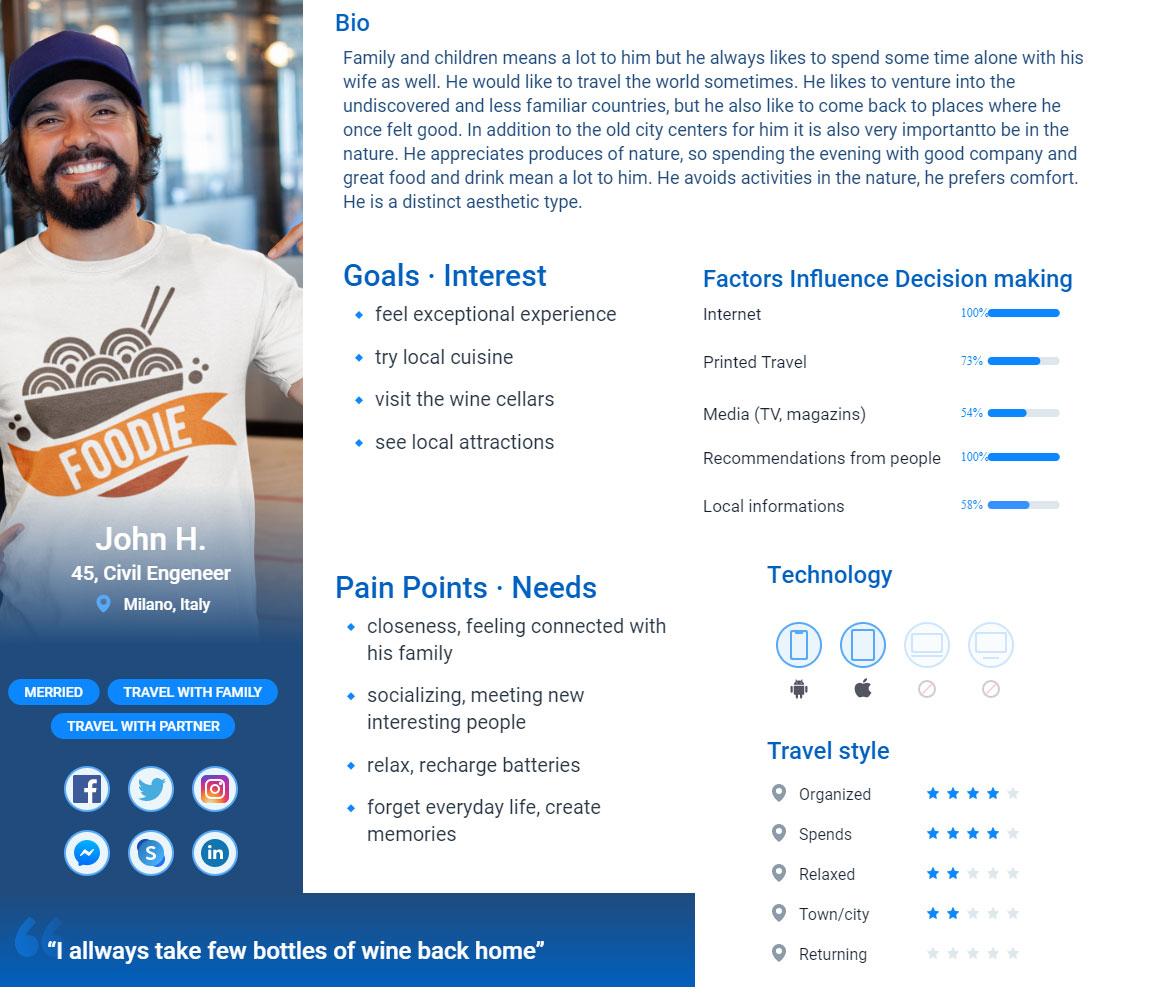 Bio
Family and children means a lot to him but he always likes to spend some time alone with his
wife as well. He would like to travel the world sometimes. He likes to venture into the
undiscovered and less familiar countries, but he also like to come back to places where he
once felt good. In addition to the old city centers for him it is also very importantto be in the
nature. He appreciates produces of nature, so spending the evening with good company and
great food and drink mean a lot to him. He avoids activities in the nature, he prefers comfort.
He is a distinct aesthetic type.
FOODIE
John H.
45, Civil Engeneer
Milano, Italy
MERRIED
TRAVEL WITH FAMILY
TRAVEL WITH PARTNER
Goals · Interest
feel exceptional experience
try local cuisine
visit the wine cellars
see local attractions
Factors Influence Decision making
Internet 100%
Printed Travel 73%
Media (TV, magazins) 54%
Recommendations from people 100%
Local informations 58%
Pain Points · Needs
closeness, feeling connected with
his family
socializing, meeting new
interesting people
relax, recharge batteries
forget everyday life, create
memories
Technology
Travel style
Organized
Spends
Relaxed
Town/city
Returning
“I allways take few bottles of wine back home”